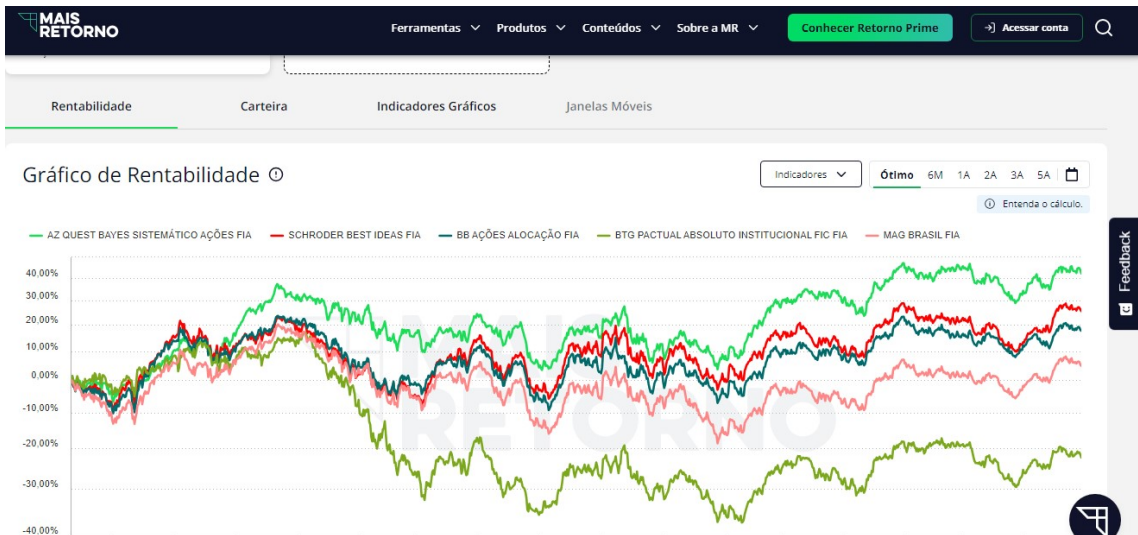 MAIS
RETORNO
Ferramentas Produtos Conteúdos Sobre a MR Conhecer Retorno Prime Acessar conta
Rentabilidade Carteira Indicadores Gráficos Janelas Móveis
Gráfico de Rentabilidade
Indicadores Ótimo 6M 1A 2A 3A 5A
Entenda o cálculo.
AZ QUEST BAYES SISTEMÁTICO AÇÕES FIA SCHRODER BEST IDEAS FIA BB AÇÕES ALOCAÇÃO FIA BTG PACTUAL ABSOLUTO INSTITUCIONAL FIC FIA MAG BRASIL FIA
Feedback
40,00%
30,00%
20,00%
10,00%
0,00%
-10,00%
-20,00%
-30,00%
-40,00%
MAIS
RETORNO